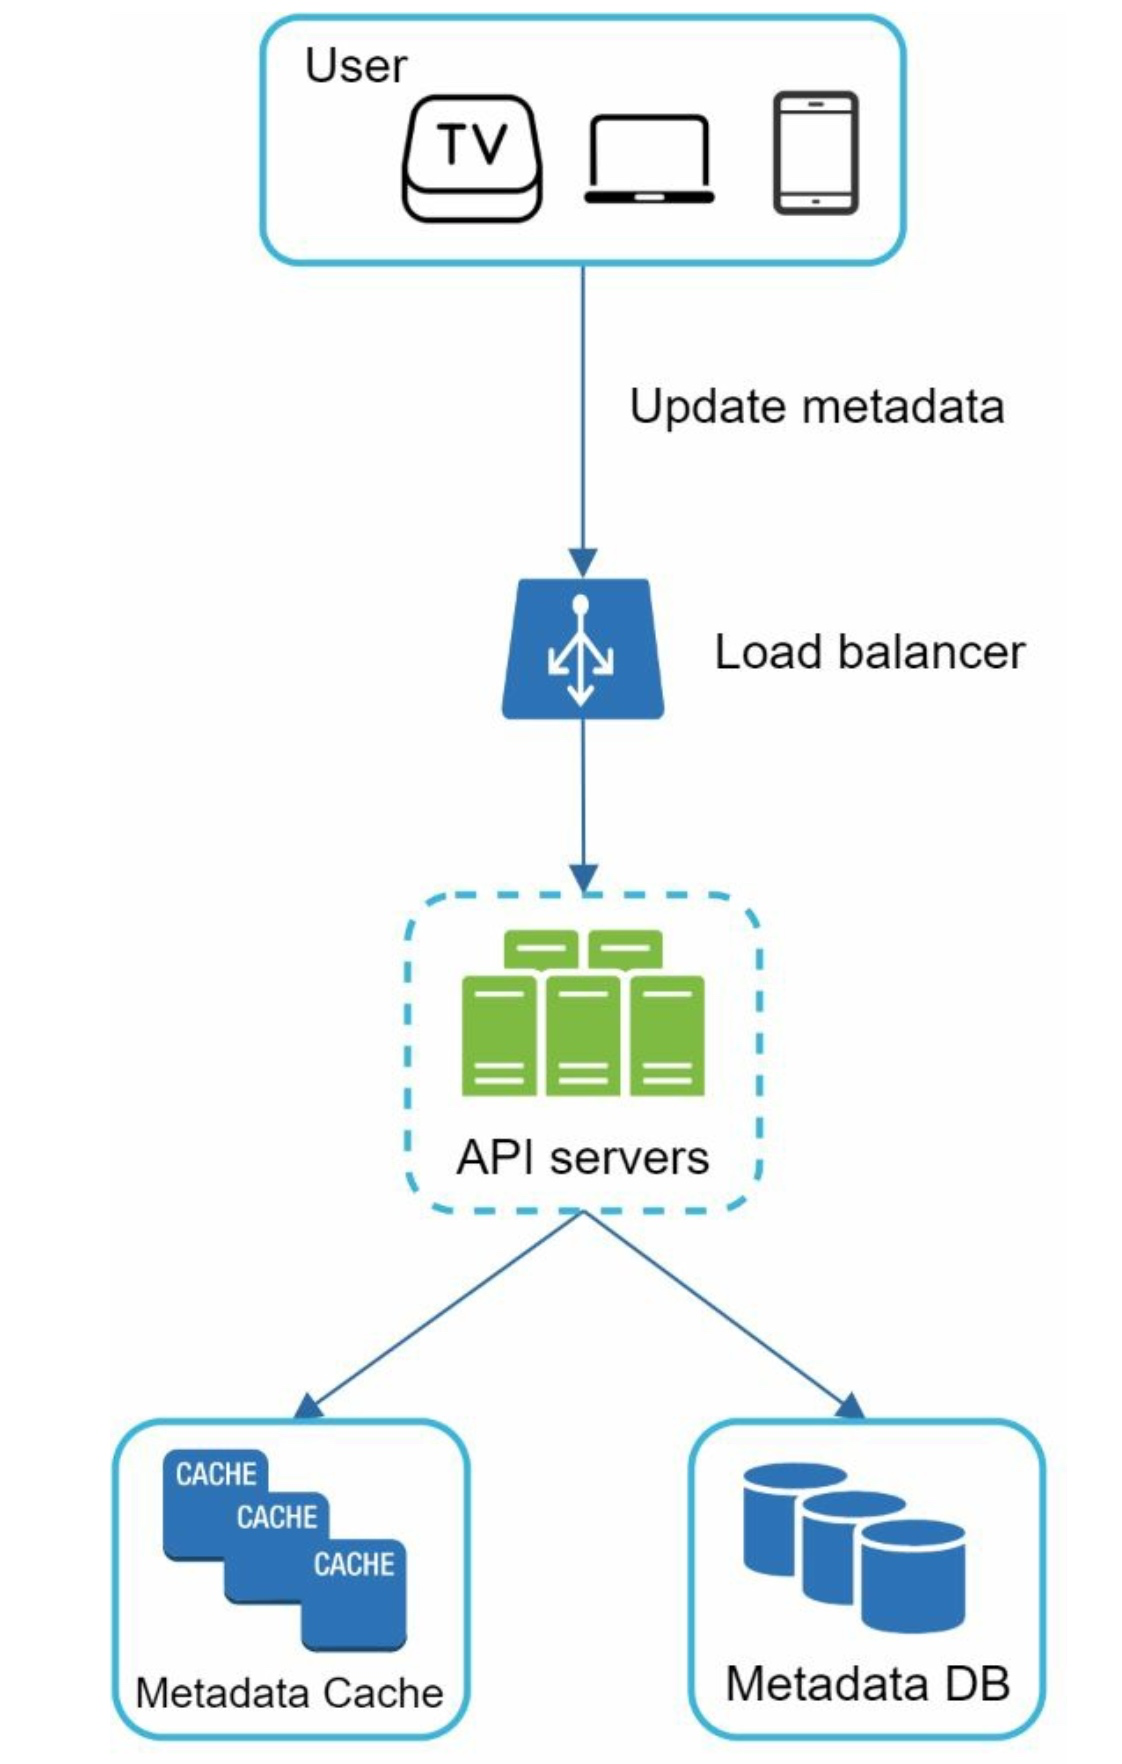 User
TV
Update metadata
Load balancer
API servers
CACHE
CACHE
CACHE
Metadata Cache
Metadata DB